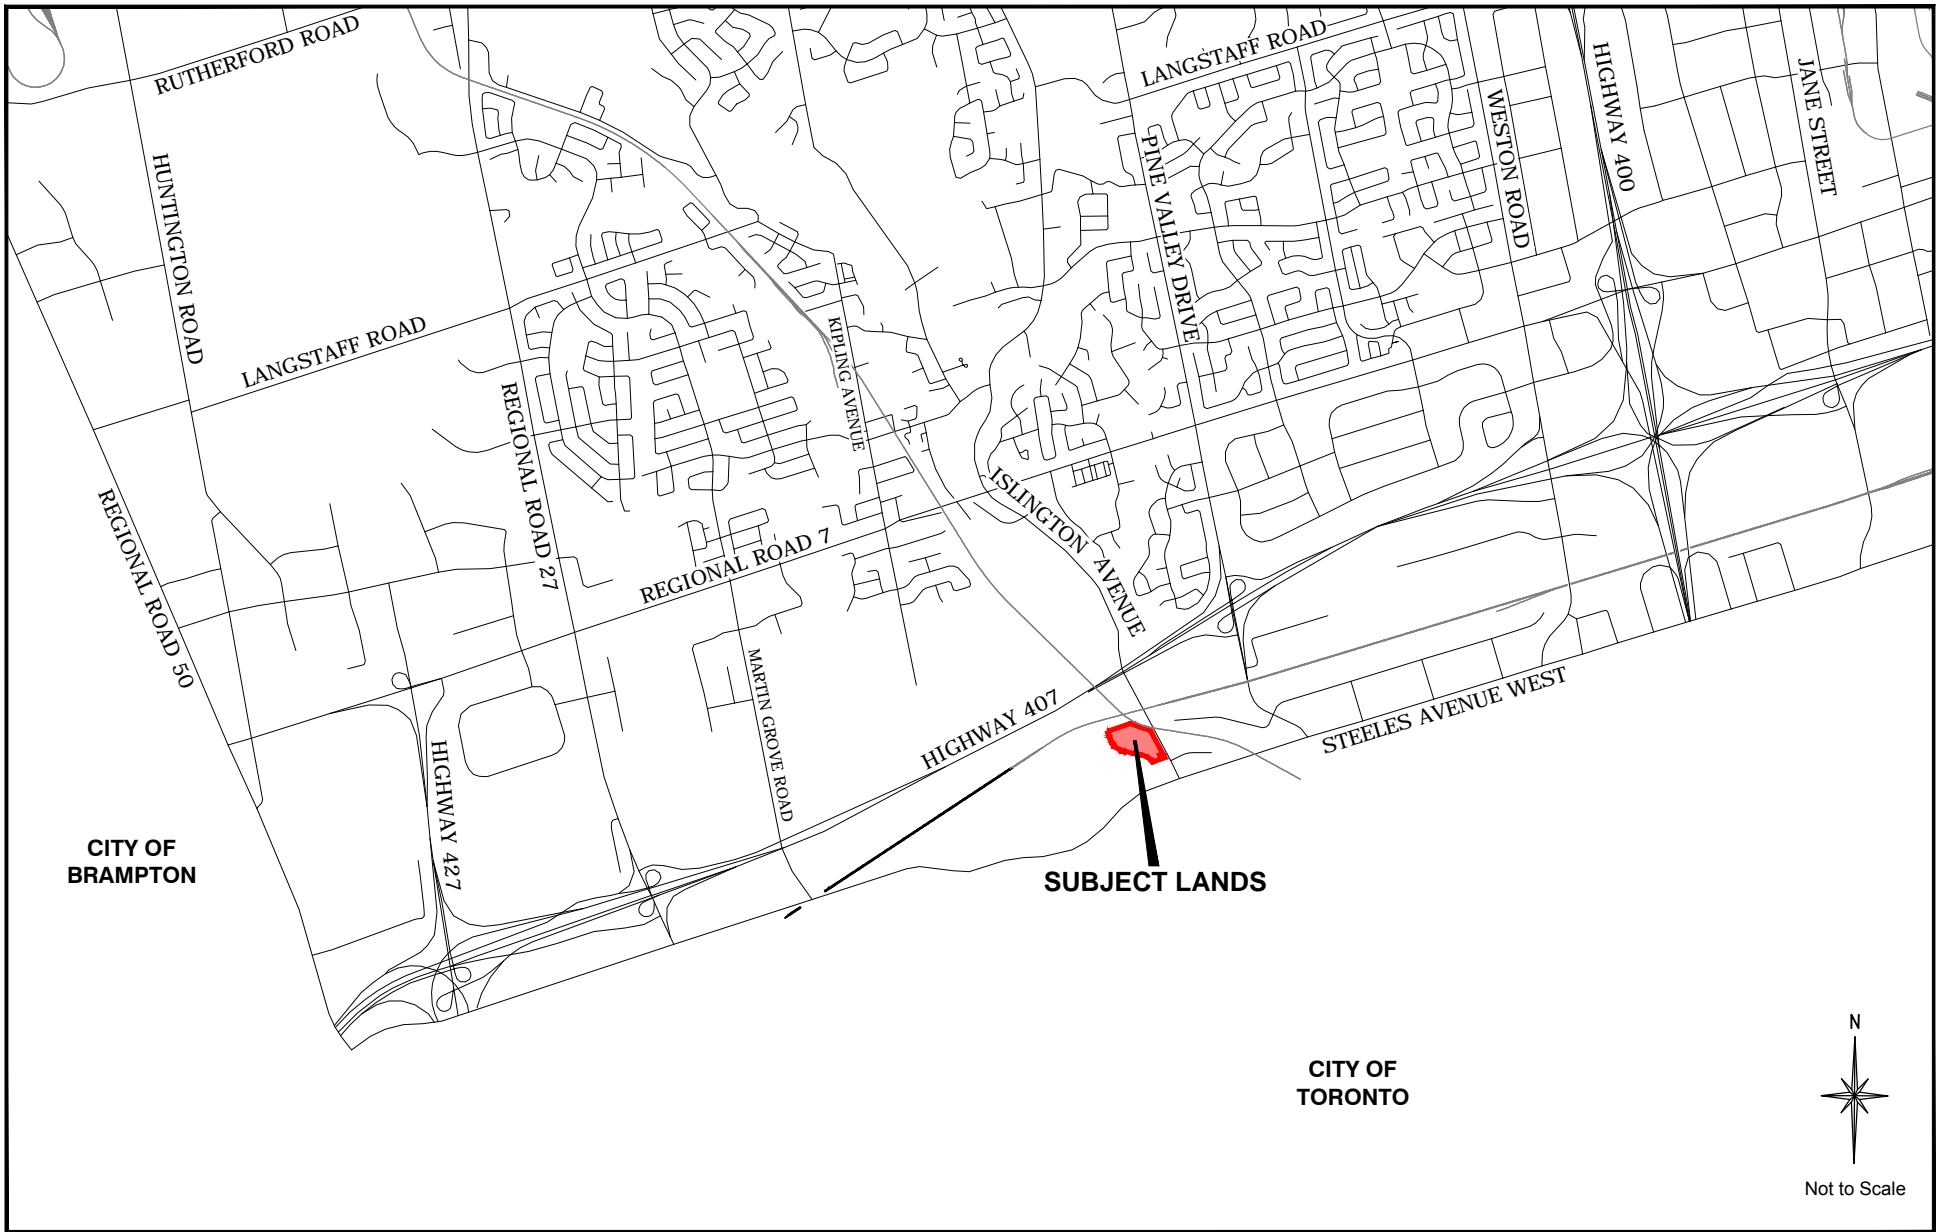 RUTHERFORD ROAD
LANGSTAFF ROAD
HIGHWAY 400
JANE STREET
WESTON ROAD
HUNTINGTON ROAD
PINE VALLEY DRIVE
LANGSTAFF ROAD
KIPLING AVENUE
REGIONAL ROAD 27
ISLINGTON AVENUE
REGIONAL ROAD 50
REGIONAL ROAD 7
MARTIN GROVE ROAD
HIGHWAY 407
STEELES AVENUE WEST
HIGHWAY 427
CITY OF
BRAMPTON
SUBJECT LANDS
CITY OF
TORONTO
N
Not to Scale